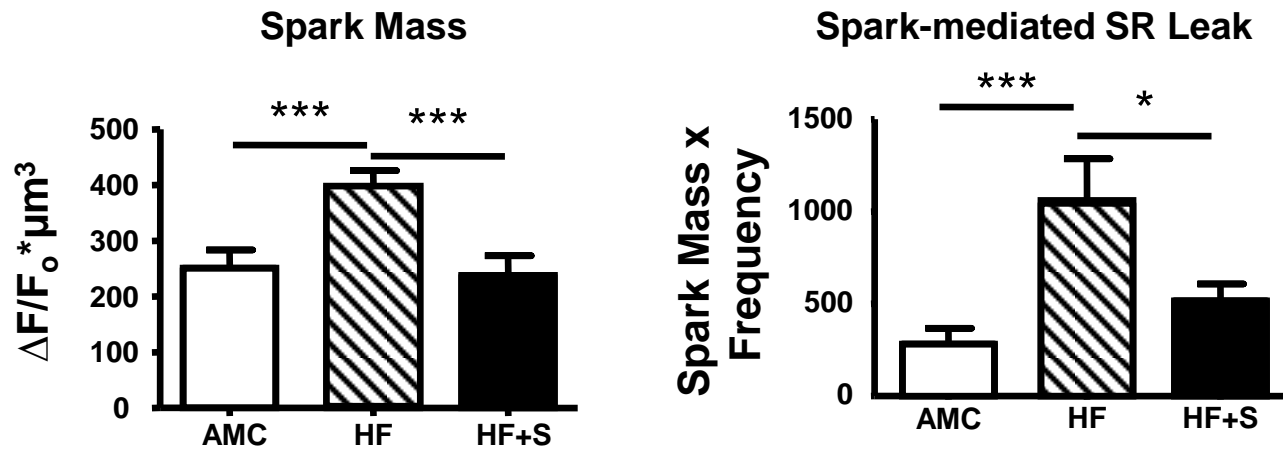 Spark Mass
*** ***
ΔF/Fo*µm³
500
400
300
200
100
0
AMC HF HF+S
Spark-mediated SR Leak
*** *
Spark Mass x
Frequency
1500
1000
500
0
AMC HF HF+S